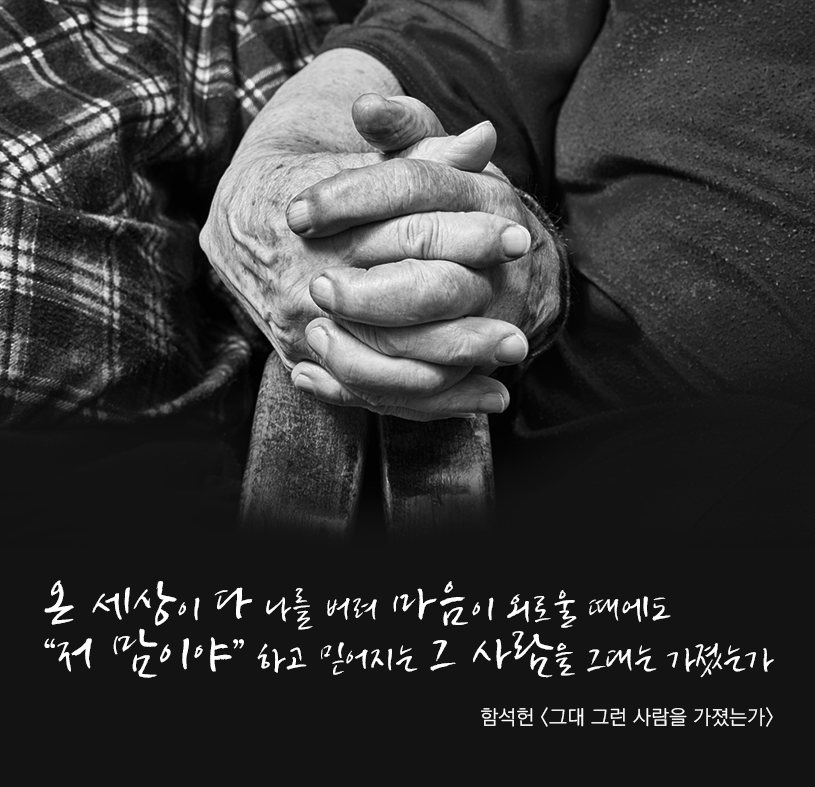 온 세상이 다 나를 버려 마음이 외로울 때에도
“저 맘이야” 하고 믿어지는 그 사람을 그대는 가졌는가
함석헌 〈그대 그런 사람을 가졌는가〉